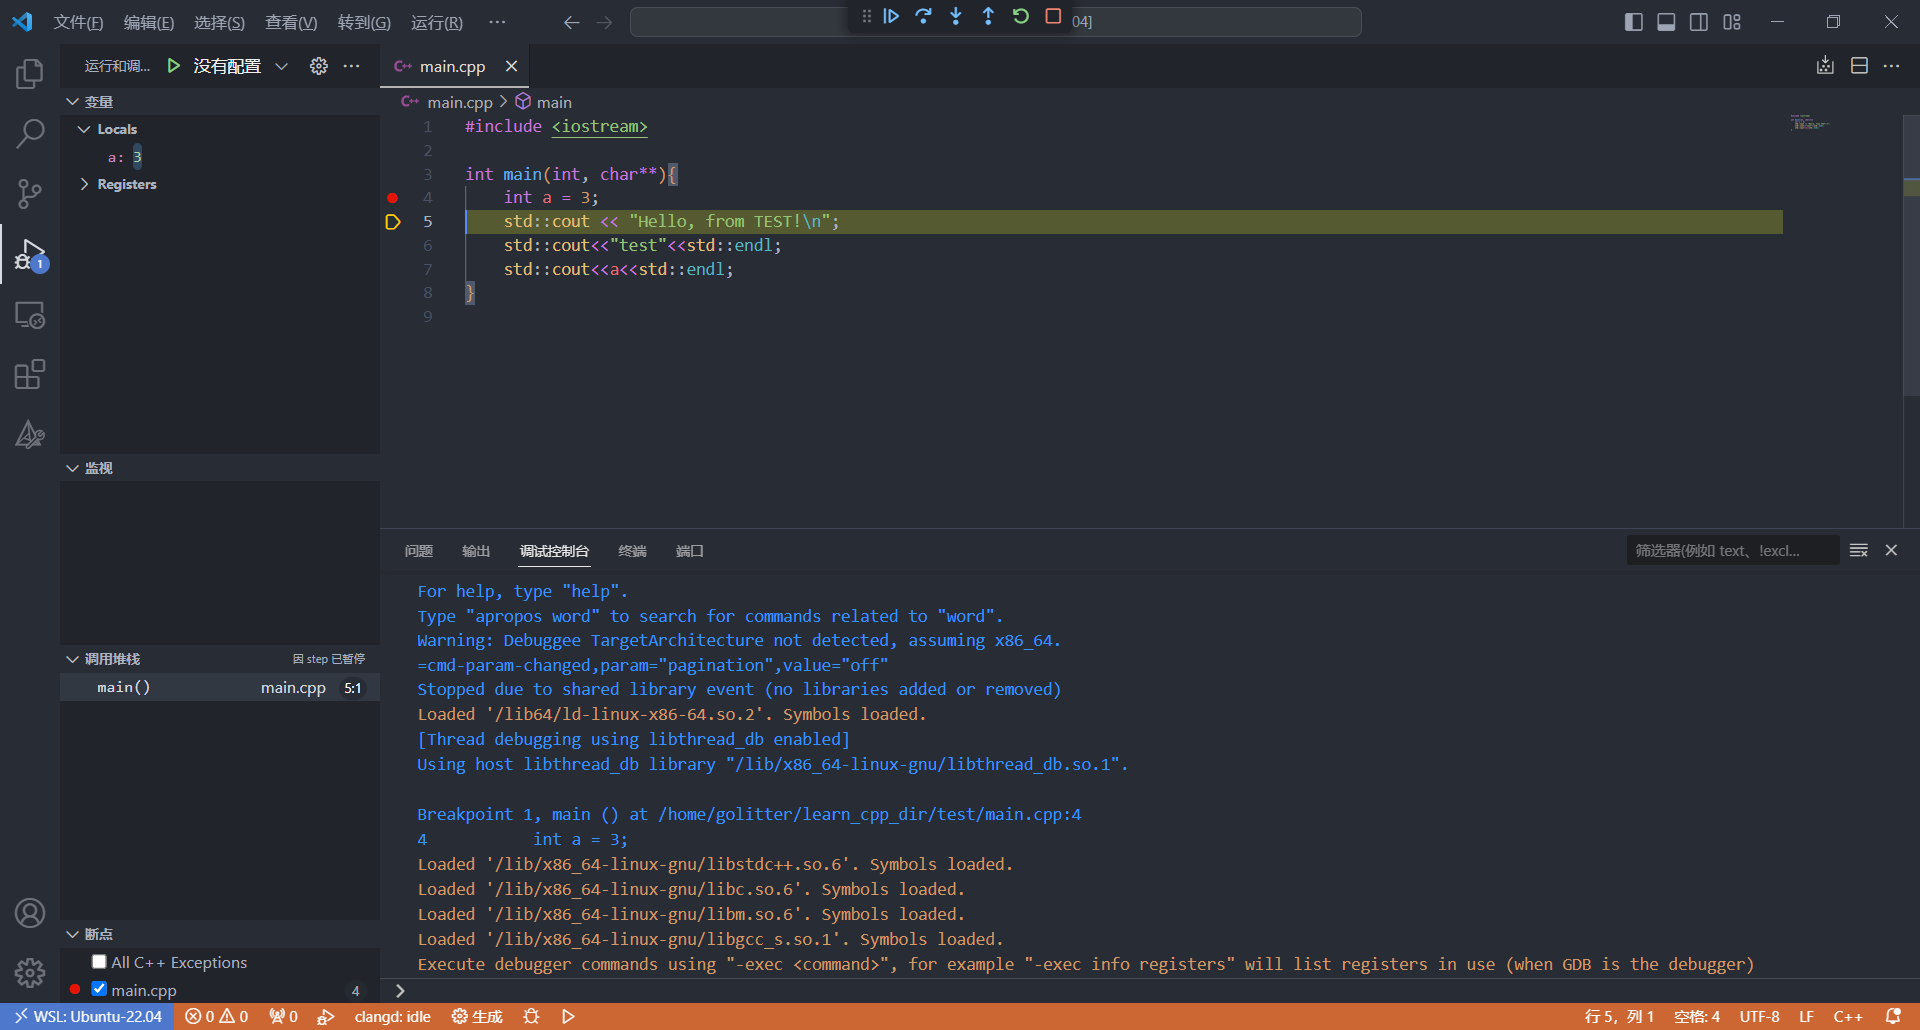 文件(F) 编辑(E) 选择(S) 查看(V) 转到(G) 运行(R) ··· 04]
运行和调... 没有配置 ···
main.cpp
变量
Locals
a: 3
Registers
监视
调用堆栈 因 step 已暂停
main() main.cpp 5:1
断点
All C++ Exceptions
main.cpp 4
1
main.cpp > main
1 #include <iostream>
2
3 int main(int, char**){
4     int a = 3;
5     std::cout << "Hello, from TEST!\n";
6     std::cout<<"test"<<std::endl;
7     std::cout<<a<<std::endl;
8 }
9
问题 输出 调试控制台 终端 端口 筛选器(例如 text、!excl...
For help, type "help".
Type "apropos word" to search for commands related to "word".
Warning: Debuggee TargetArchitecture not detected, assuming x86_64.
=cmd-param-changed,param="pagination",value="off"
Stopped due to shared library event (no libraries added or removed)
Loaded '/lib64/ld-linux-x86-64.so.2'. Symbols loaded.
[Thread debugging using libthread_db enabled]
Using host libthread_db library "/lib/x86_64-linux-gnu/libthread_db.so.1".
Breakpoint 1, main () at /home/golitter/learn_cpp_dir/test/main.cpp:4
4           int a = 3;
Loaded '/lib/x86_64-linux-gnu/libstdc++.so.6'. Symbols loaded.
Loaded '/lib/x86_64-linux-gnu/libc.so.6'. Symbols loaded.
Loaded '/lib/x86_64-linux-gnu/libm.so.6'. Symbols loaded.
Loaded '/lib/x86_64-linux-gnu/libgcc_s.so.1'. Symbols loaded.
Execute debugger commands using "-exec <command>", for example "-exec info registers" will list registers in use (when GDB is the debugger)
WSL: Ubuntu-22.04 0 0 0 clangd: idle 生成 行 5，列 1 空格: 4 UTF-8 LF C++